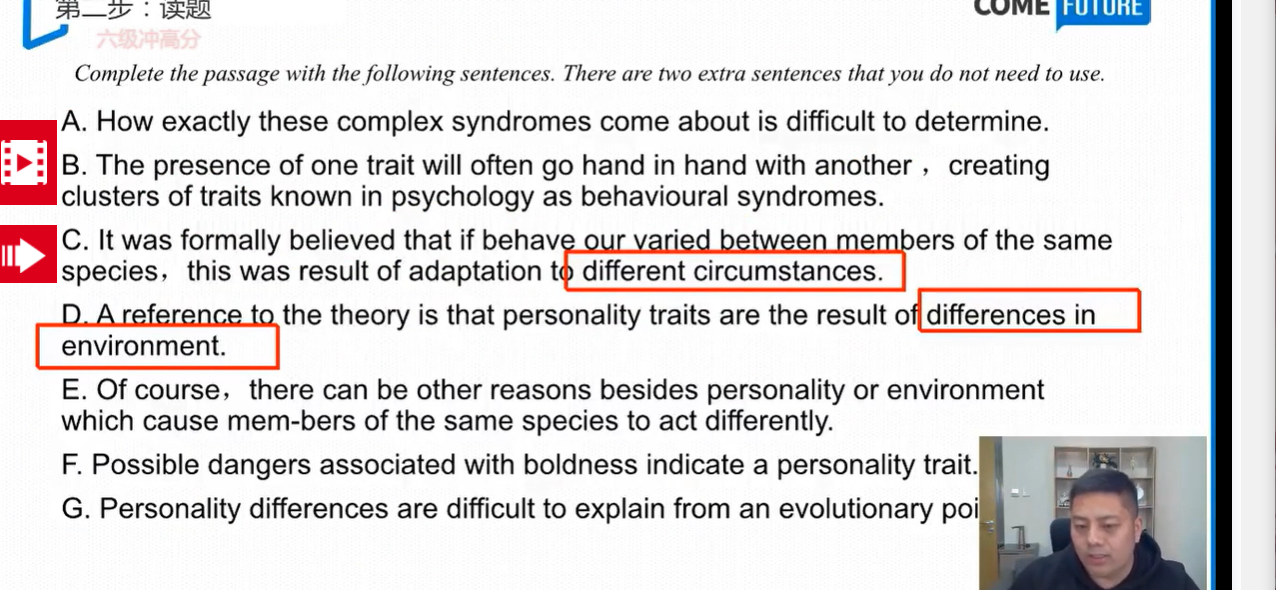 第二步：读题
COME FUTURE
六级冲高分
Complete the passage with the following sentences. There are two extra sentences that you do not need to use.
A. How exactly these complex syndromes come about is difficult to determine.
B. The presence of one trait will often go hand in hand with another ，creating
clusters of traits known in psychology as behavioural syndromes.
C. It was formally believed that if behave our varied between members of the same
species，this was result of adaptation to different circumstances.
D. A reference to the theory is that personality traits are the result of differences in
environment.
E. Of course，there can be other reasons besides personality or environment
which cause mem-bers of the same species to act differently.
F. Possible dangers associated with boldness indicate a personality trait.
G. Personality differences are difficult to explain from an evolutionary poi